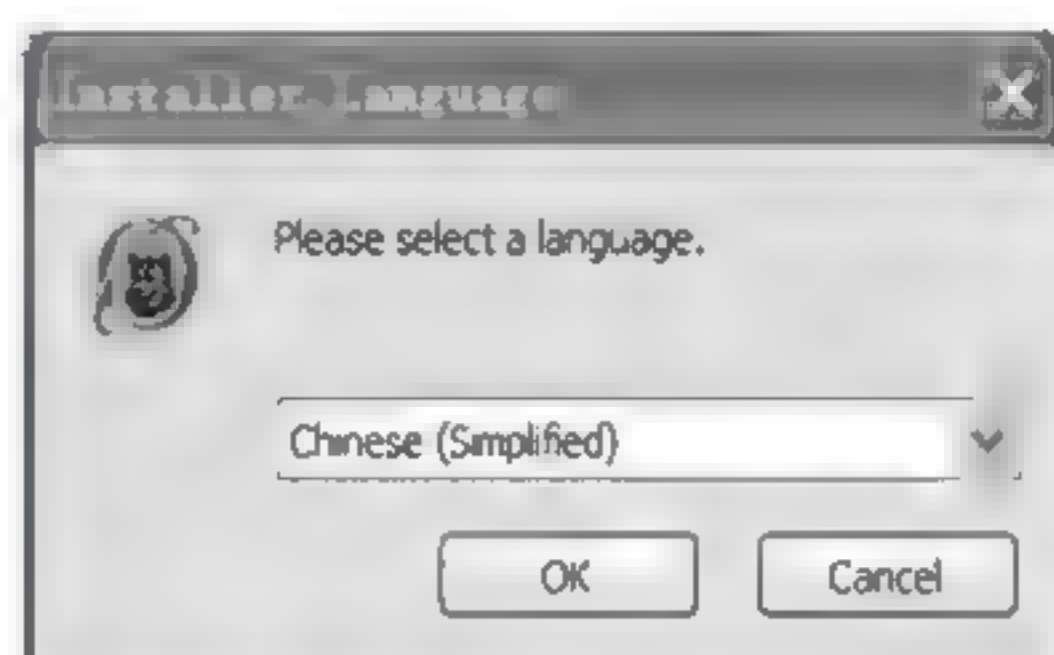 Installer Language
Please select a language.
Chinese (Simplified)
OK
Cancel